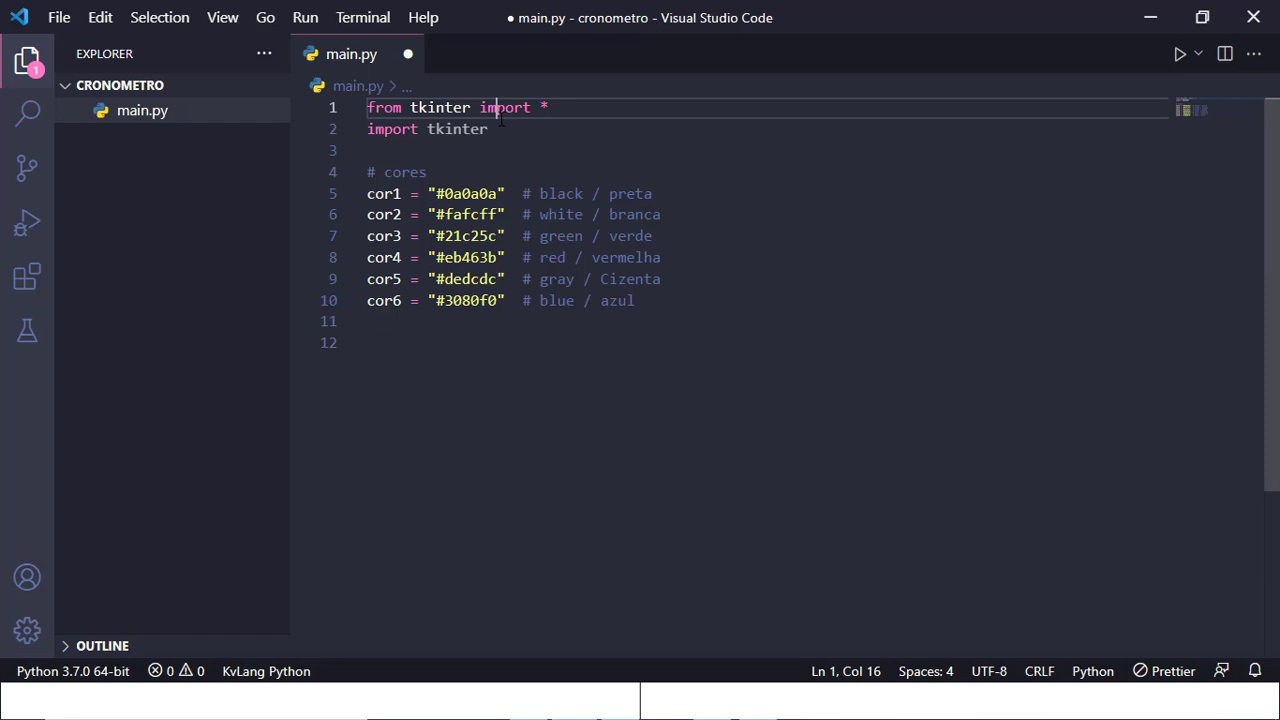 File Edit Selection View Go Run Terminal Help
● main.py - cronometro - Visual Studio Code
EXPLORER
main.py
CRONOMETRO
main.py
main.py > ...
1 from tkinter import *
2 import tkinter
3
4 # cores
5 cor1 = "#0a0a0a" # black / preta
6 cor2 = "#fafcff" # white / branca
7 cor3 = "#21c25c" # green / verde
8 cor4 = "#eb463b" # red / vermelha
9 cor5 = "#dedcdc" # gray / Cizenta
10 cor6 = "#3080f0" # blue / azul
11
12
1
OUTLINE
Python 3.7.0 64-bit 0 0 KvLang Python Ln 1, Col 16 Spaces: 4 UTF-8 CRLF Python Prettier